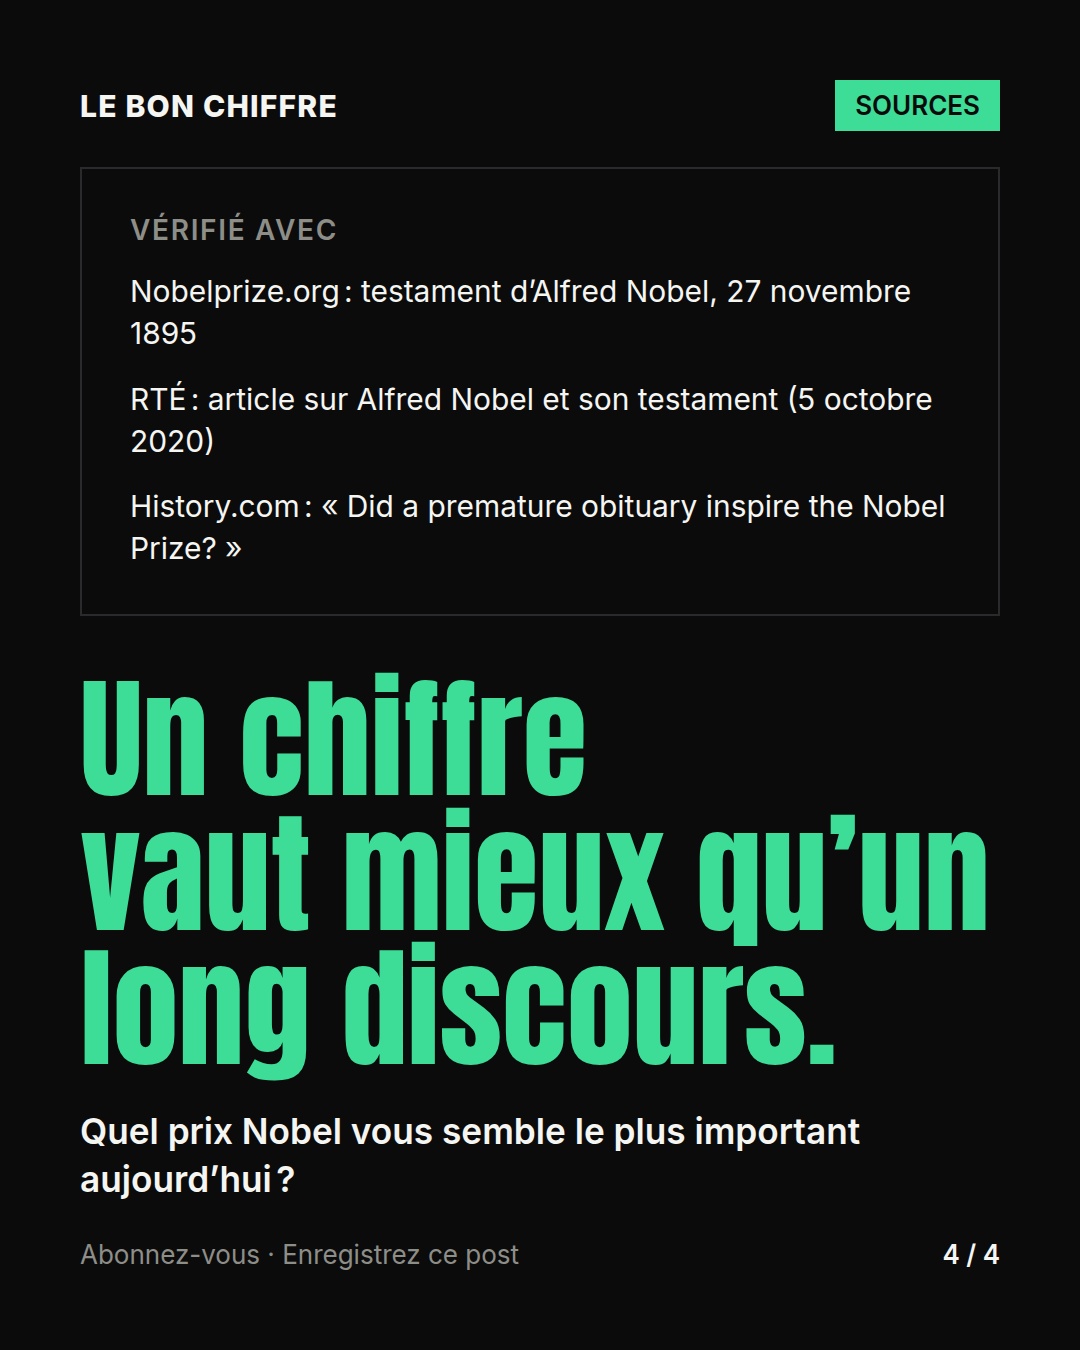 LE BON CHIFFRE
SOURCES
VÉRIFIÉ AVEC
Nobelprize.org : testament d’Alfred Nobel, 27 novembre
1895
RTÉ : article sur Alfred Nobel et son testament (5 octobre
2020)
History.com : « Did a premature obituary inspire the Nobel
Prize? »
Un chiffre
vaut mieux qu’un
long discours.
Quel prix Nobel vous semble le plus important
aujourd’hui ?
Abonnez-vous · Enregistrez ce post
4 / 4